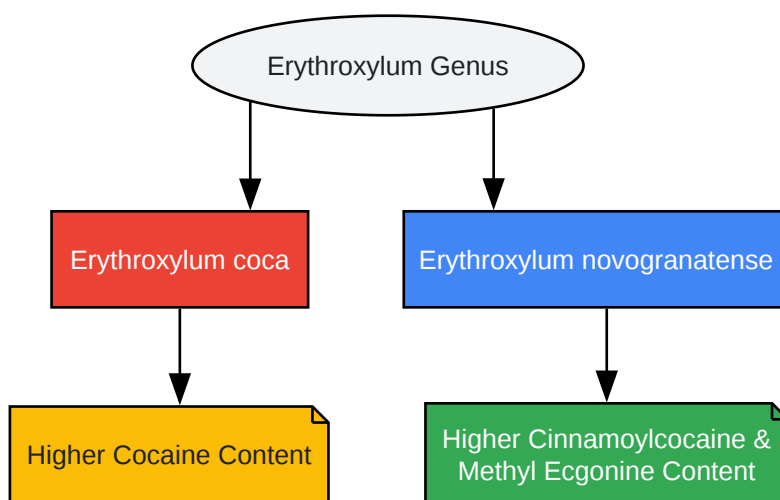 Erythroxylum Genus
Erythroxylum coca
Erythroxylum novogranatense
Higher Cocaine Content
Higher Cinnamoylcocaine &
Methyl Ecgonine Content